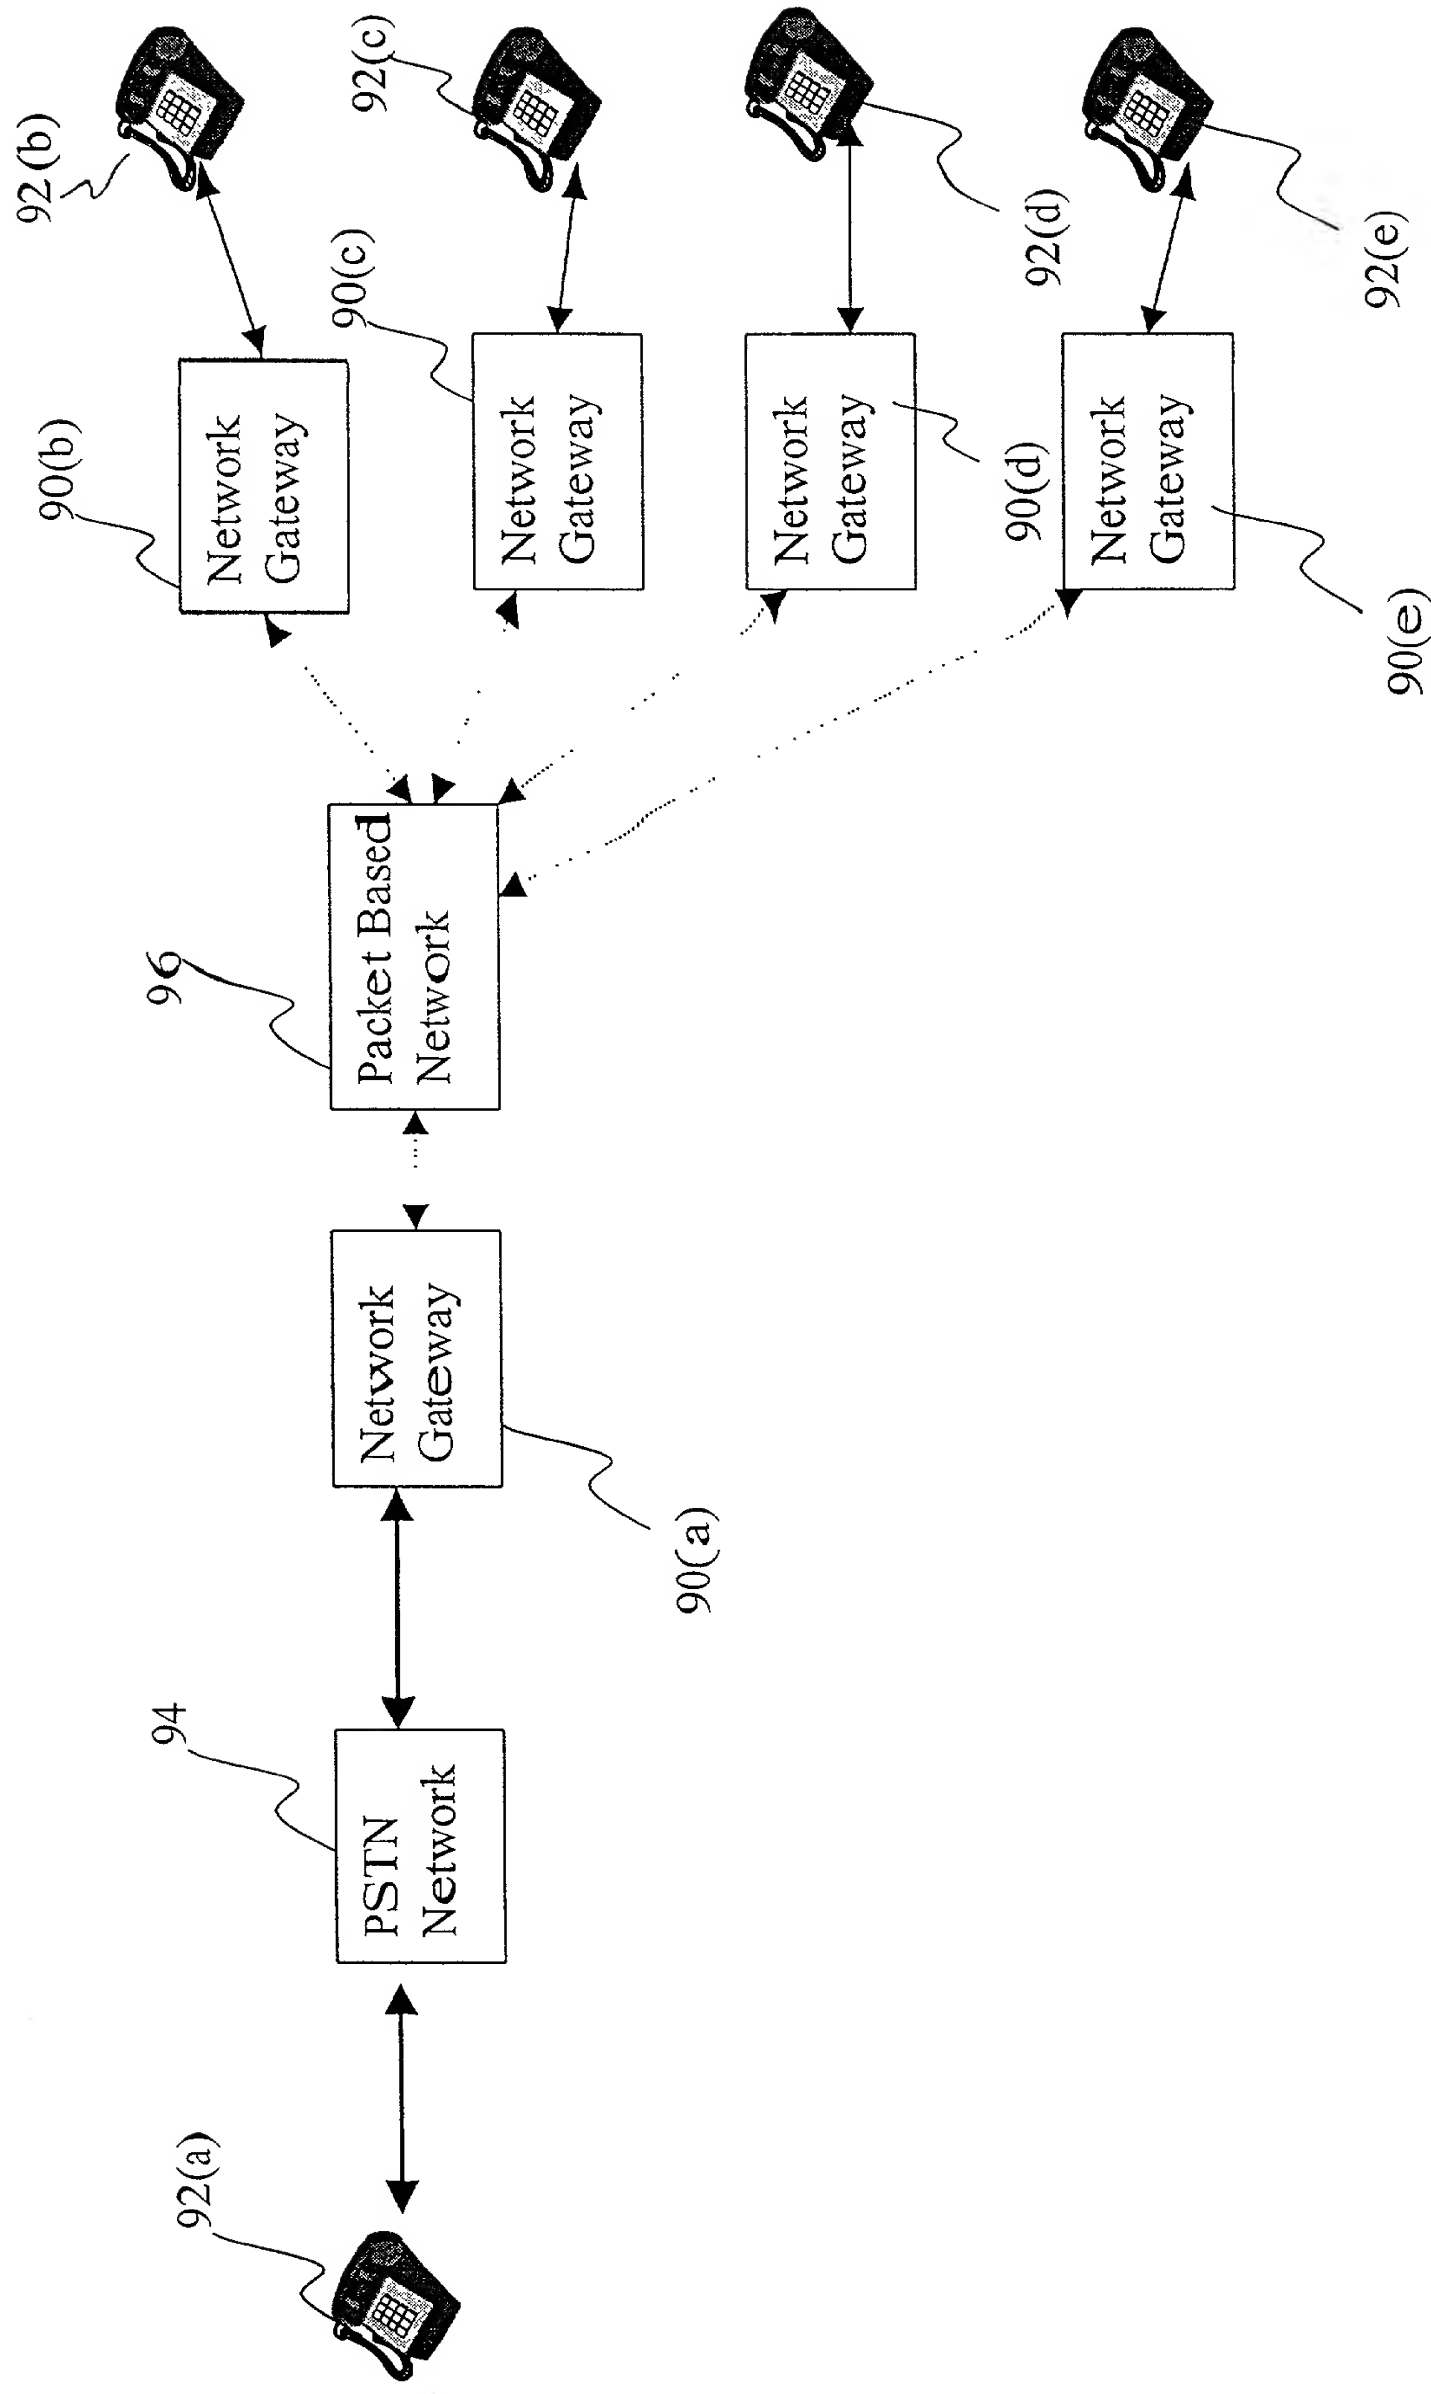 92(a)
94
PSTN
Network
90(a)
Network
Gateway
96
Packet Based
Network
90(b)
Network
Gateway
92(b)
90(c)
Network
Gateway
92(c)
90(d)
Network
Gateway
92(d)
90(e)
Network
Gateway
92(e)